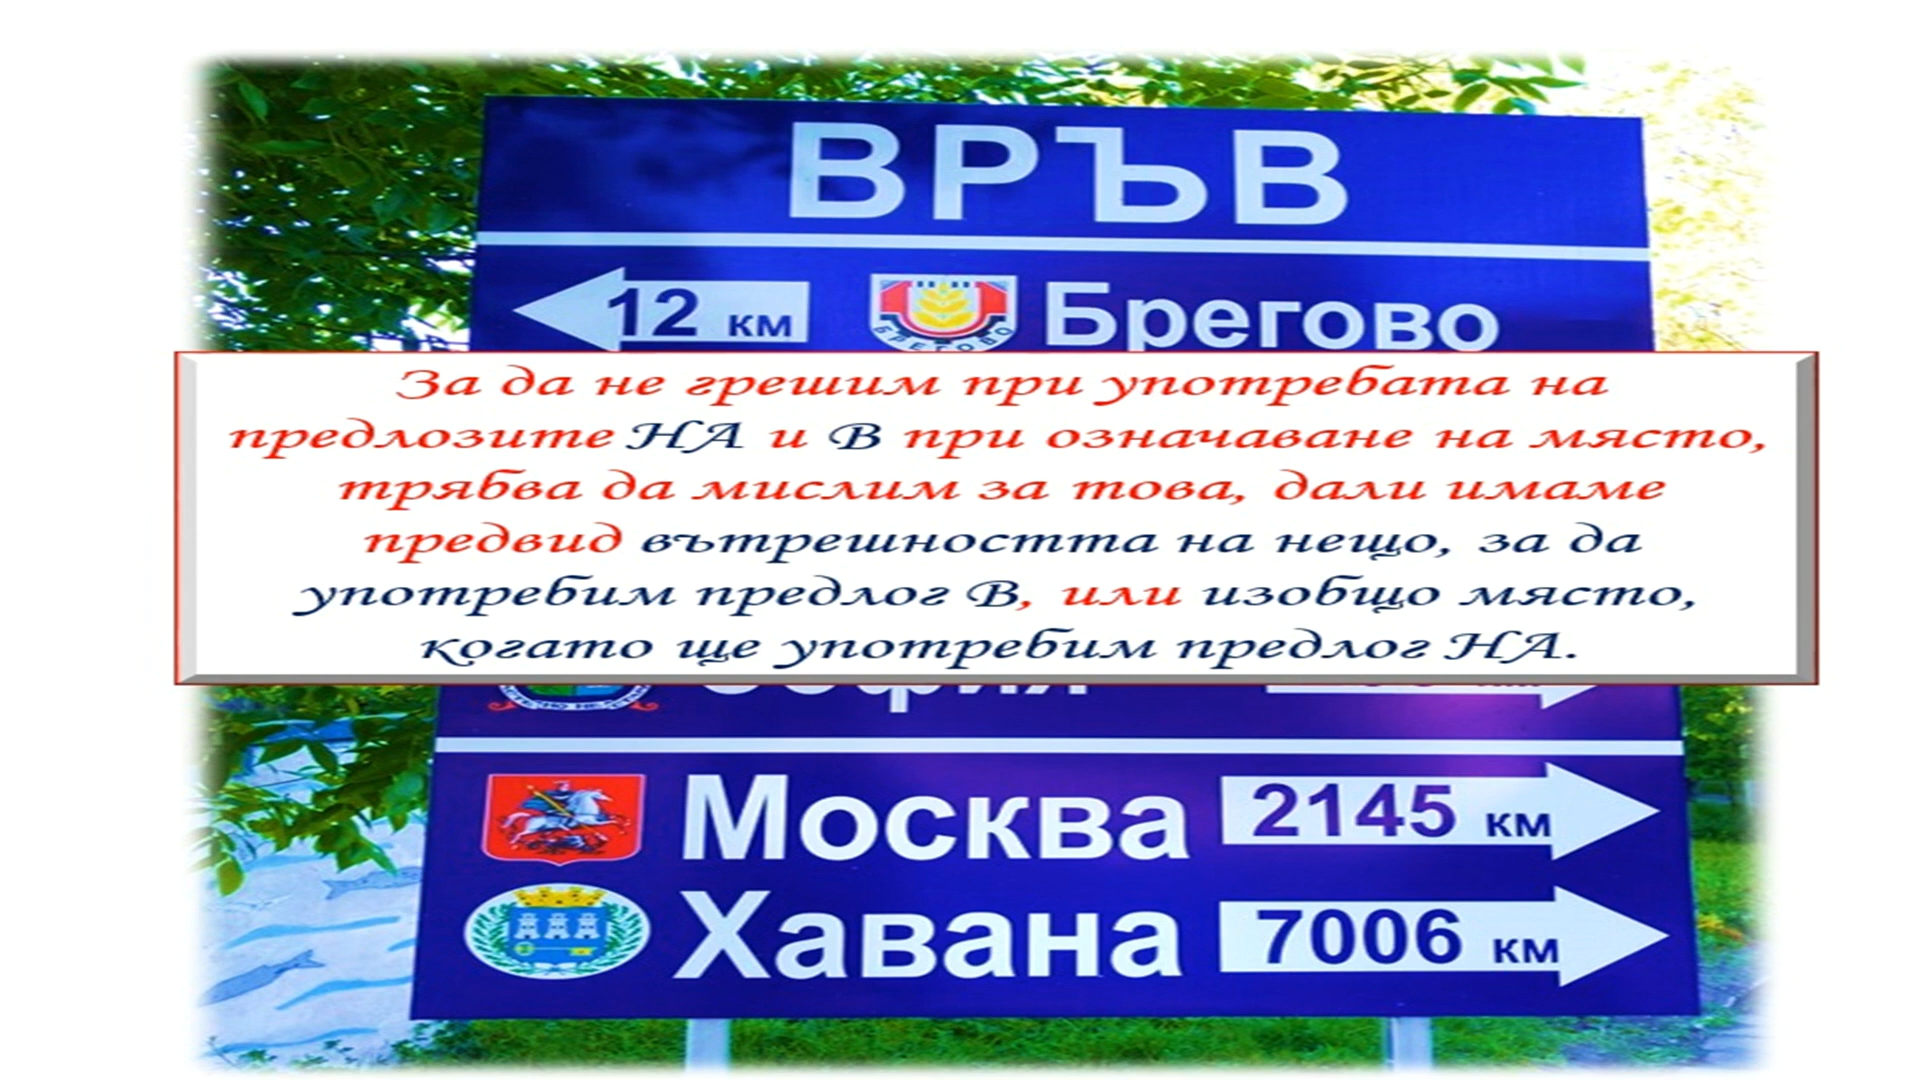 ВРЪВ
12 км БРЕГОВО Брегово
За да не грешим при употребата на
предлозите НА и В при означаване на място,
трябва да мислим за това, дали имаме
предвид вътрешността на нещо, за да
употребим предлог В, или изобщо място,
когато ще употребим предлог НА.
София
Москва 2145 км
Хавана 7006 км